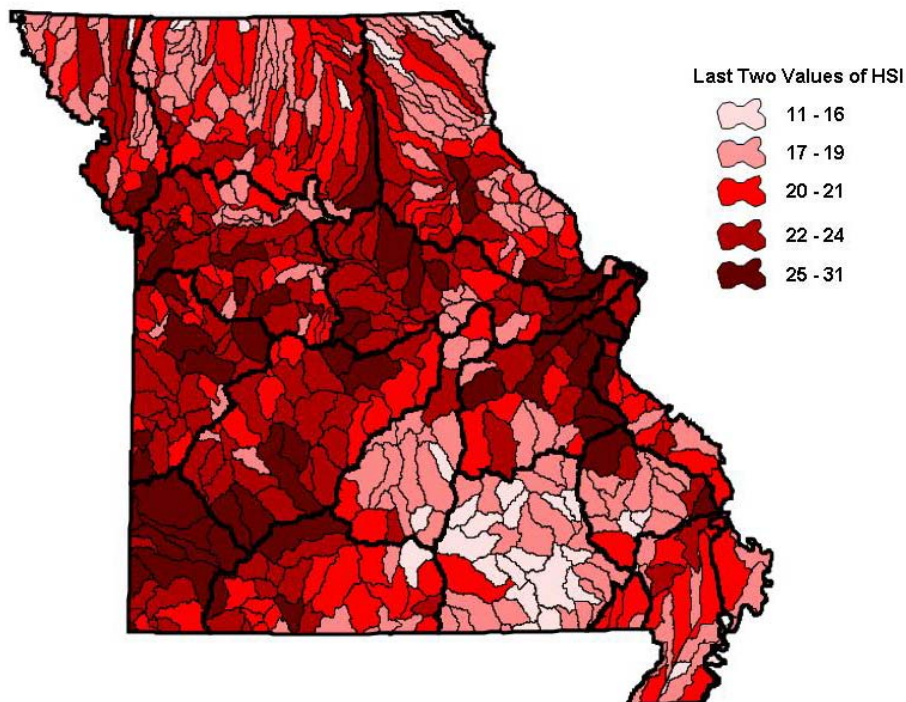 Last Two Values of HSI
11 - 16
17 - 19
20 - 21
22 - 24
25 - 31